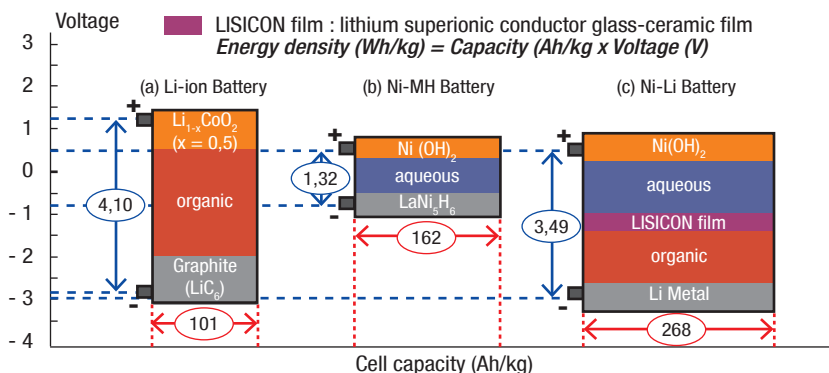 Voltage
LISICON film : lithium superionic conductor glass-ceramic film
Energy density (Wh/kg) = Capacity (Ah/kg x Voltage (V)
3
2
1
0
- 1
- 2
- 3
- 4
(a) Li-ion Battery
+
Li₁₋ₓCoO₂
(x = 0,5)
organic
4,10
Graphite
(LiC₆)
-
101
(b) Ni-MH Battery
+
Ni (OH)₂
aqueous
1,32
LaNi₅H₆
-
162
(c) Ni-Li Battery
+
Ni(OH)₂
aqueous
LISICON film
3,49
organic
Li Metal
-
268
Cell capacity (Ah/kg)